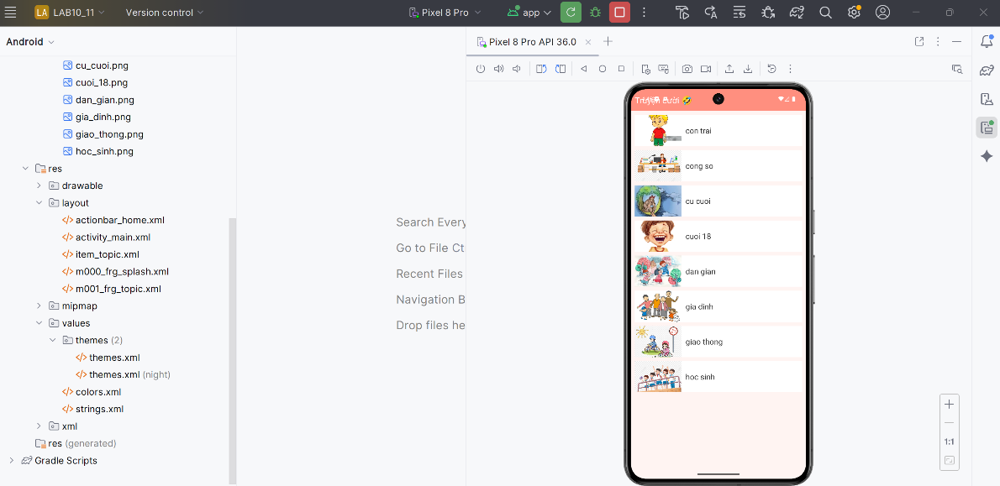 LA LAB10_11 Version control Pixel 8 Pro app
Android
Pixel 8 Pro API 36.0
cu_cuoi.png
cuoi_18.png
dan_gian.png
gia_dinh.png
giao_thong.png
hoc_sinh.png
res
drawable
layout
actionbar_home.xml
activity_main.xml
item_topic.xml
m000_frg_splash.xml
m001_frg_topic.xml
mipmap
values
themes (2)
themes.xml
themes.xml (night)
colors.xml
strings.xml
xml
res (generated)
Gradle Scripts
Search Every
Go to File Ct
Recent Files
Navigation B
Drop files he
Truyện cười 🤣
con trai
cong so
cu cuoi
cuoi 18
dan gian
gia dinh
giao thong
hoc sinh
1:1